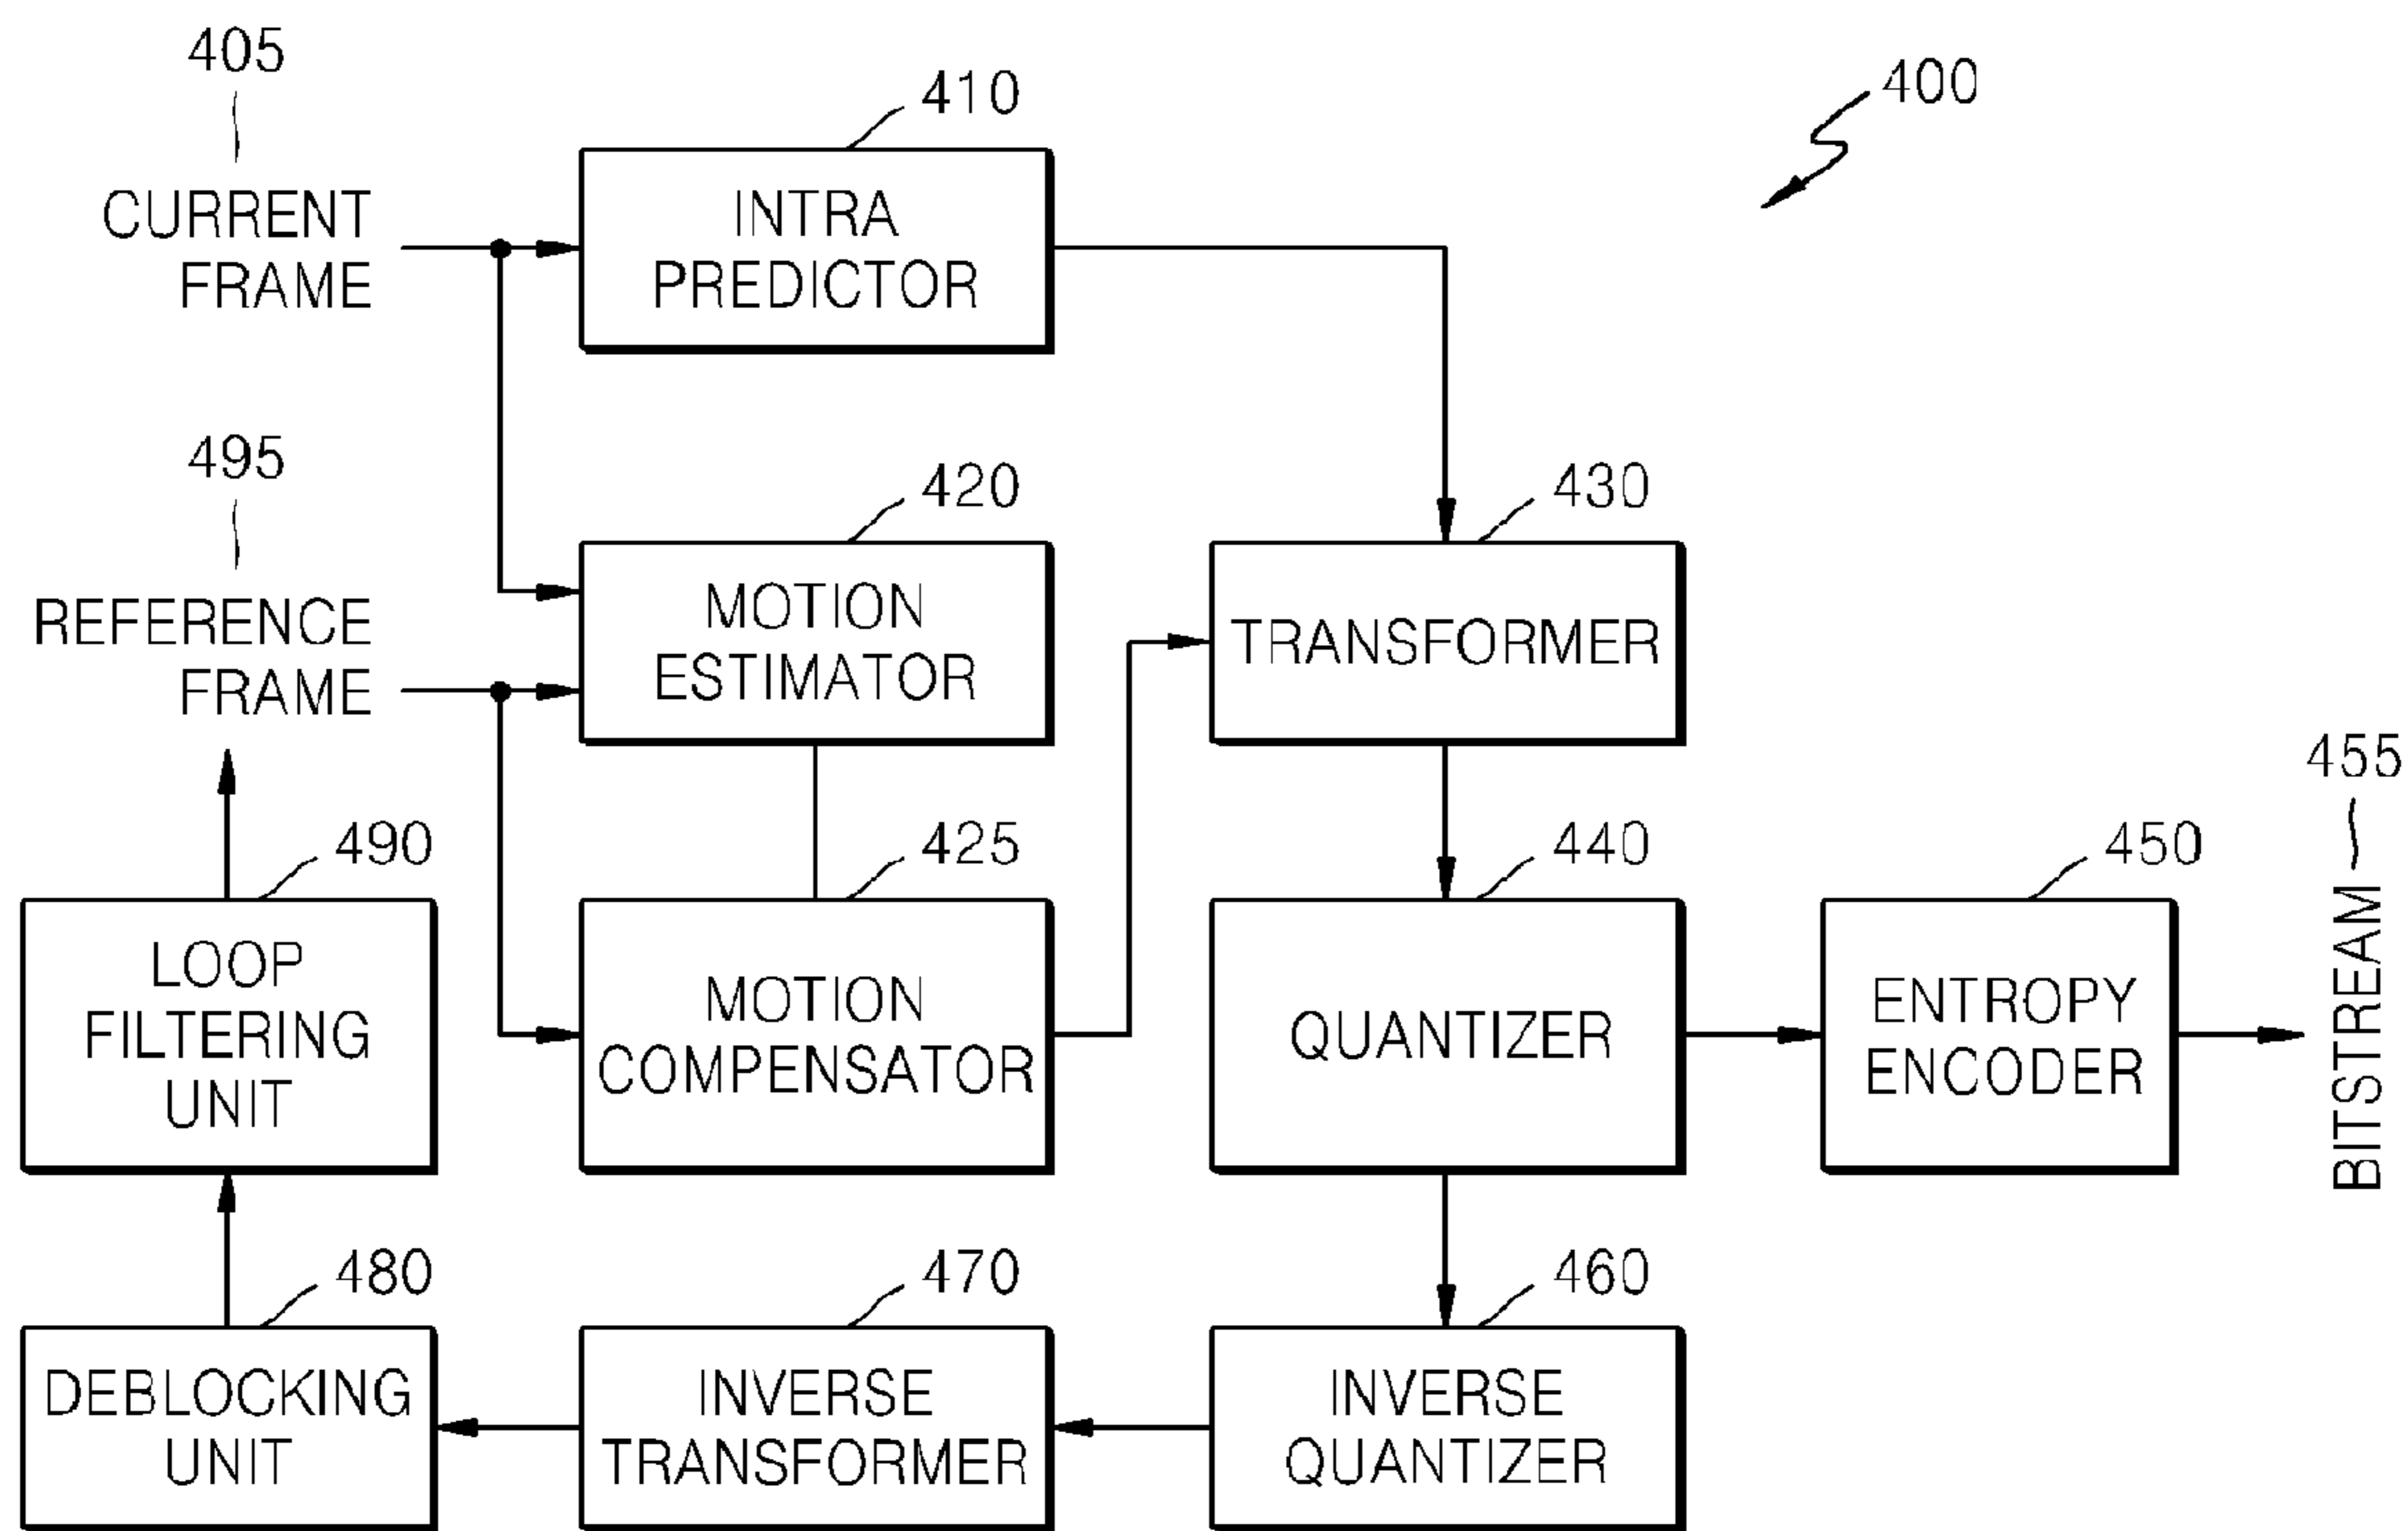 405
410
400
CURRENT
FRAME
INTRA
PREDICTOR
495
420
430
REFERENCE
FRAME
MOTION
ESTIMATOR
TRANSFORMER
455
490
425
440
450
LOOP
FILTERING
UNIT
MOTION
COMPENSATOR
QUANTIZER
ENTROPY
ENCODER
BITSTREAM
480
470
460
DEBLOCKING
UNIT
INVERSE
TRANSFORMER
INVERSE
QUANTIZER